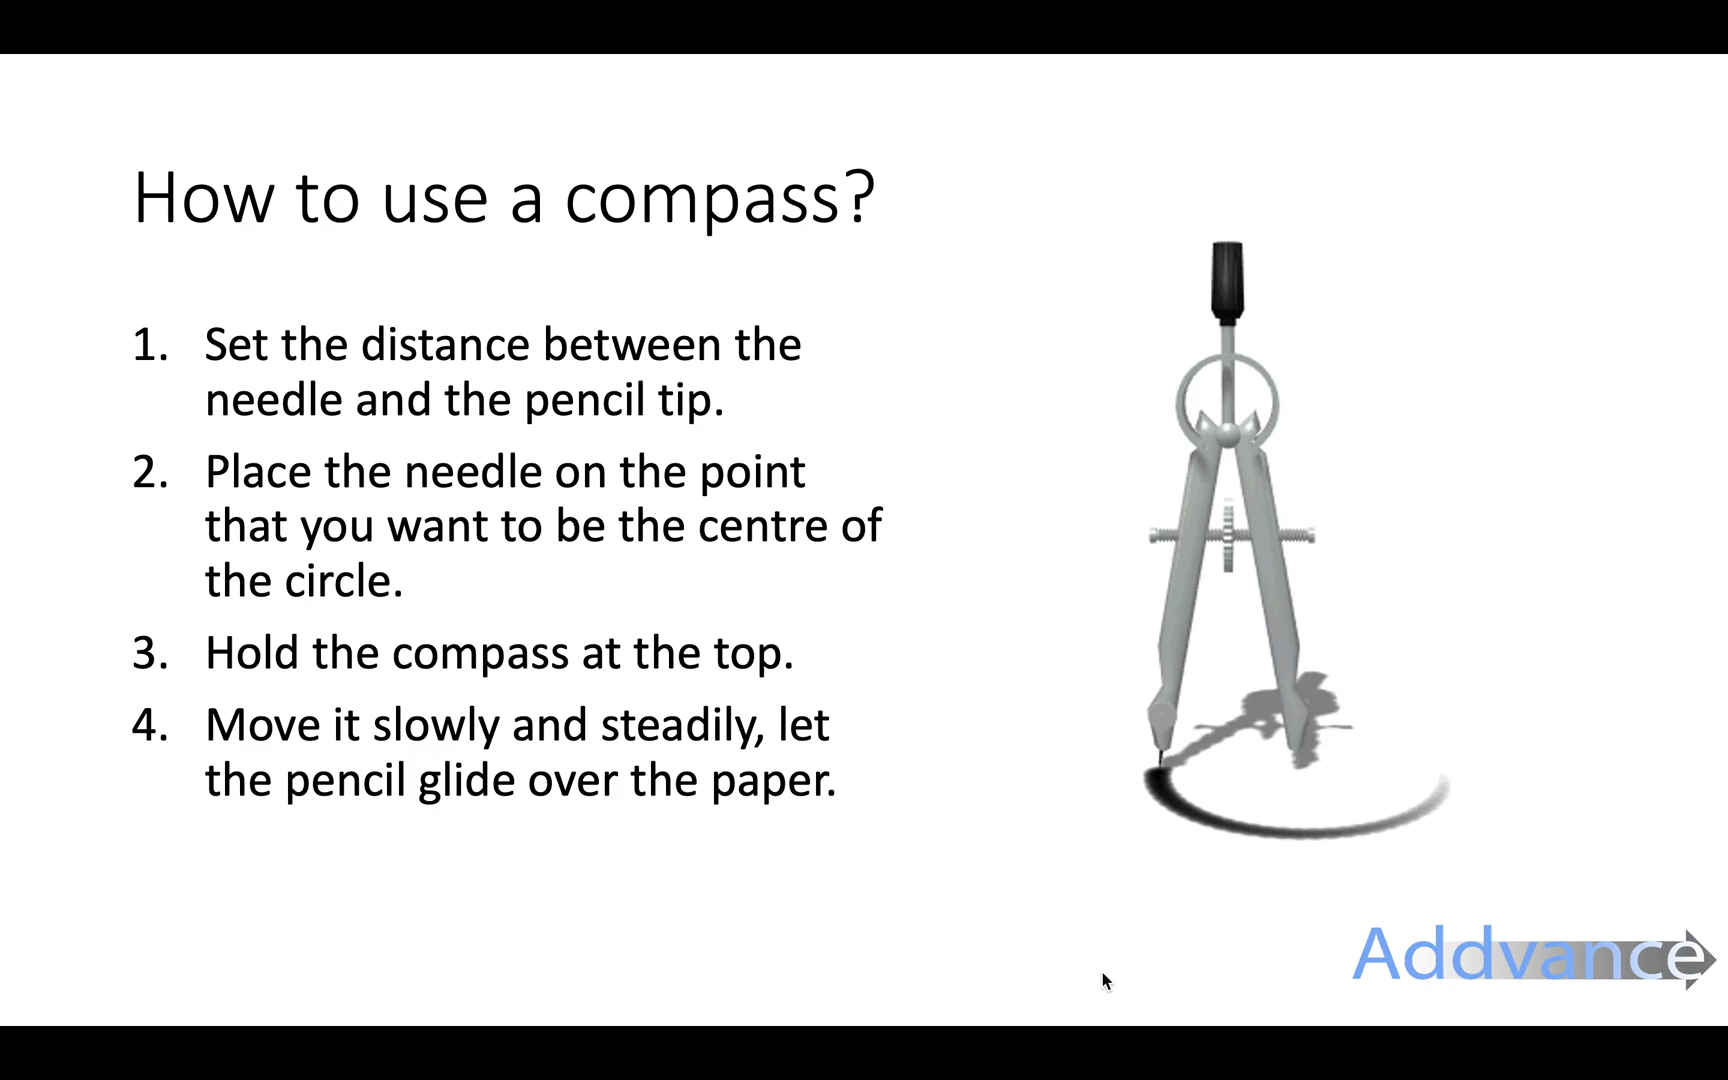 How to use a compass?
1. Set the distance between the
needle and the pencil tip.
2. Place the needle on the point
that you want to be the centre of
the circle.
3. Hold the compass at the top.
4. Move it slowly and steadily, let
the pencil glide over the paper.
Addvance